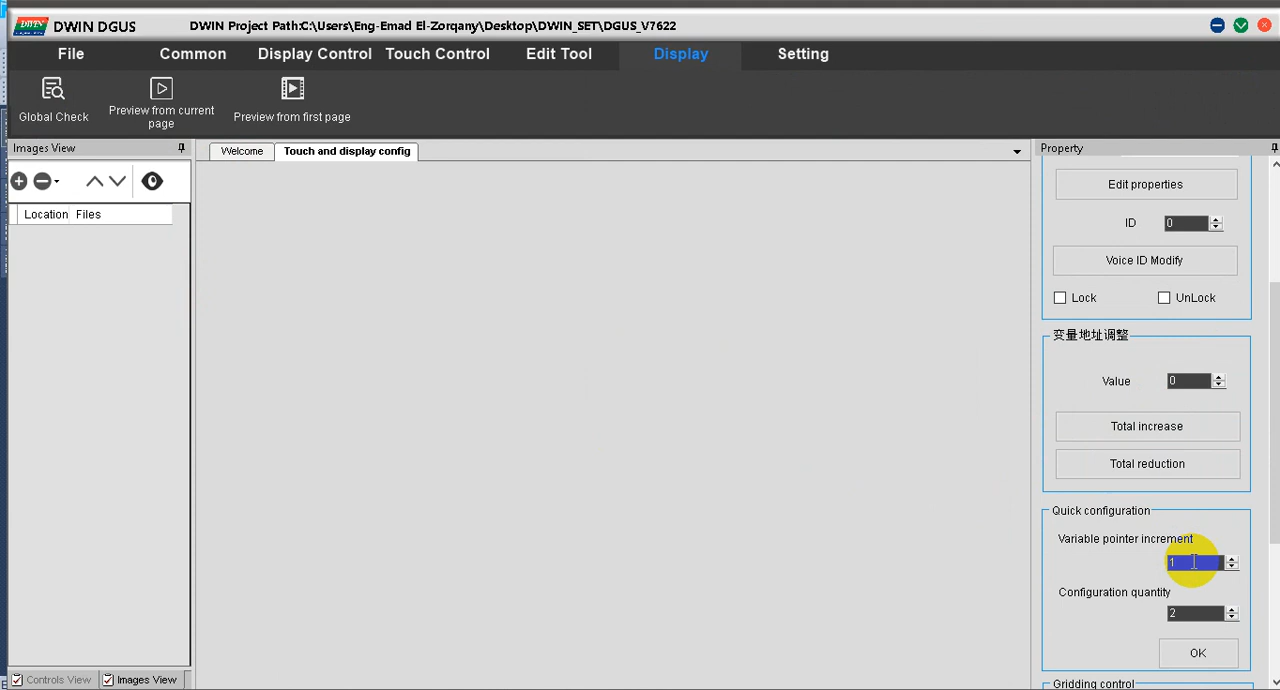 DWIN DWIN DGUS DWIN Project Path:C:\Users\Eng-Emad El-Zorqany\Desktop\DWIN_SET\DGUS_V7622
File Common Display Control Touch Control Edit Tool Display Setting
Global Check Preview from current page Preview from first page
Images View
Location Files
Welcome Touch and display config
Property
Edit properties
ID 0
Voice ID Modify
Lock UnLock
变量地址调整
Value 0
Total increase
Total reduction
Quick configuration
Variable pointer increment
1
Configuration quantity
2
OK
Gridding control
Controls View Images View